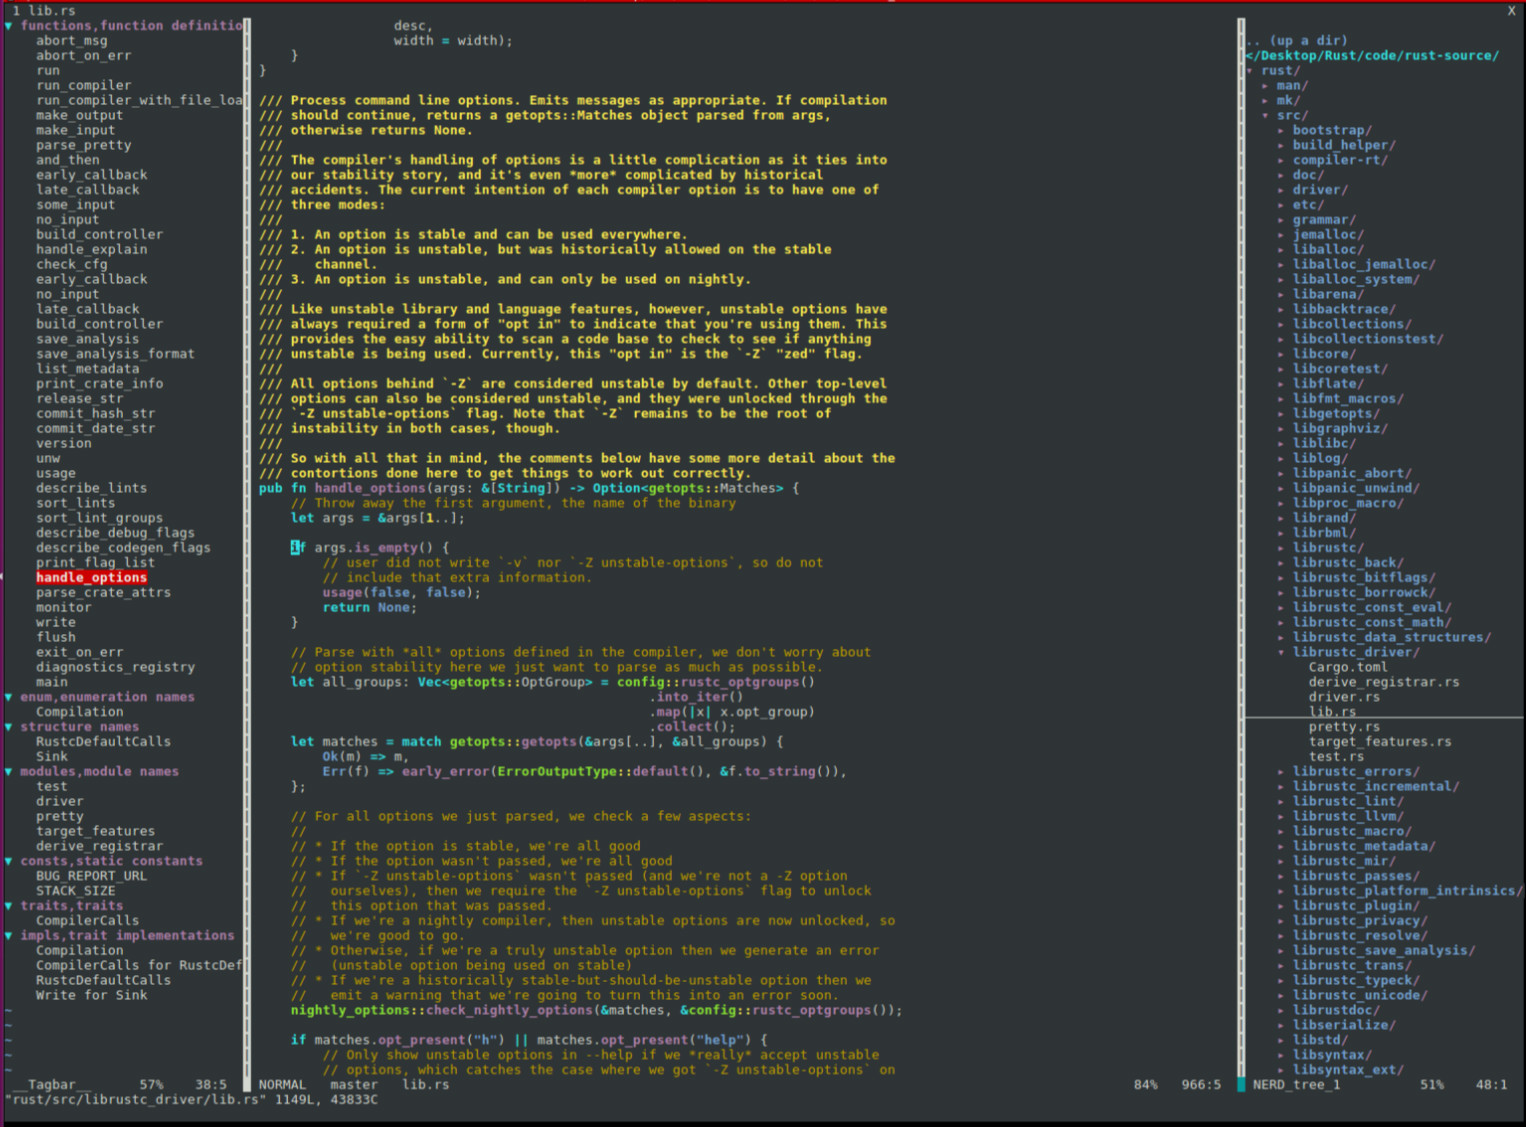 1 lib.rs X
▼ functions,function definitio
abort_msg
abort_on_err
run
run_compiler
run_compiler_with_file_loa
make_output
make_input
parse_pretty
and_then
early_callback
late_callback
some_input
no_input
build_controller
handle_explain
check_cfg
early_callback
no_input
late_callback
build_controller
save_analysis
save_analysis_format
list_metadata
print_crate_info
release_str
commit_hash_str
commit_date_str
version
unw
usage
describe_lints
sort_lints
sort_lint_groups
describe_debug_flags
describe_codegen_flags
print_flag_list
handle_options
parse_crate_attrs
monitor
write
flush
exit_on_err
diagnostics_registry
main
▼ enum,enumeration names
Compilation
▼ structure names
RustcDefaultCalls
Sink
▼ modules,module names
test
driver
pretty
target_features
derive_registrar
▼ consts,static constants
BUG_REPORT_URL
STACK_SIZE
▼ traits,traits
CompilerCalls
▼ impls,trait implementations
Compilation
CompilerCalls for RustcDef
RustcDefaultCalls
Write for Sink
~
~
~
~
~
__Tagbar__ 57% 38:5
desc,
width = width);
}
}
/// Process command line options. Emits messages as appropriate. If compilation
/// should continue, returns a getopts::Matches object parsed from args,
/// otherwise returns None.
///
/// The compiler's handling of options is a little complication as it ties into
/// our stability story, and it's even *more* complicated by historical
/// accidents. The current intention of each compiler option is to have one of
/// three modes:
///
/// 1. An option is stable and can be used everywhere.
/// 2. An option is unstable, but was historically allowed on the stable
///    channel.
/// 3. An option is unstable, and can only be used on nightly.
///
/// Like unstable library and language features, however, unstable options have
/// always required a form of "opt in" to indicate that you're using them. This
/// provides the easy ability to scan a code base to check to see if anything
/// unstable is being used. Currently, this "opt in" is the `-Z` "zed" flag.
///
/// All options behind `-Z` are considered unstable by default. Other top-level
/// options can also be considered unstable, and they were unlocked through the
/// `-Z unstable-options` flag. Note that `-Z` remains to be the root of
/// instability in both cases, though.
///
/// So with all that in mind, the comments below have some more detail about the
/// contortions done here to get things to work out correctly.
pub fn handle_options(args: &[String]) -> Option<getopts::Matches> {
// Throw away the first argument, the name of the binary
let args = &args[1..];
if args.is_empty() {
// user did not write `-v` nor `-Z unstable-options`, so do not
// include that extra information.
usage(false, false);
return None;
}
// Parse with *all* options defined in the compiler, we don't worry about
// option stability here we just want to parse as much as possible.
let all_groups: Vec<getopts::OptGroup> = config::rustc_optgroups()
.into_iter()
.map(|x| x.opt_group)
.collect();
let matches = match getopts::getopts(&args[..], &all_groups) {
Ok(m) => m,
Err(f) => early_error(ErrorOutputType::default(), &f.to_string()),
};
// For all options we just parsed, we check a few aspects:
//
// * If the option is stable, we're all good
// * If the option wasn't passed, we're all good
// * If `-Z unstable-options` wasn't passed (and we're not a -Z option
//   ourselves), then we require the `-Z unstable-options` flag to unlock
//   this option that was passed.
// * If we're a nightly compiler, then unstable options are now unlocked, so
//   we're good to go.
// * Otherwise, if we're a truly unstable option then we generate an error
//   (unstable option being used on stable)
// * If we're a historically stable-but-should-be-unstable option then we
//   emit a warning that we're going to turn this into an error soon.
nightly_options::check_nightly_options(&matches, &config::rustc_optgroups());
if matches.opt_present("h") || matches.opt_present("help") {
// Only show unstable options in --help if we *really* accept unstable
// options, which catches the case where we got `-Z unstable-options` on
NORMAL master lib.rs 84% 966:5
.. (up a dir)
</Desktop/Rust/code/rust-source/
▾ rust/
▸ man/
▸ mk/
▾ src/
▸ bootstrap/
▸ build_helper/
▸ compiler-rt/
▸ doc/
▸ driver/
▸ etc/
▸ grammar/
▸ jemalloc/
▸ liballoc/
▸ liballoc_jemalloc/
▸ liballoc_system/
▸ libarena/
▸ libbacktrace/
▸ libcollections/
▸ libcollectionstest/
▸ libcore/
▸ libcoretest/
▸ libflate/
▸ libfmt_macros/
▸ libgetopts/
▸ libgraphviz/
▸ liblibc/
▸ liblog/
▸ libpanic_abort/
▸ libpanic_unwind/
▸ libproc_macro/
▸ librand/
▸ librbml/
▸ librustc/
▸ librustc_back/
▸ librustc_bitflags/
▸ librustc_borrowck/
▸ librustc_const_eval/
▸ librustc_const_math/
▸ librustc_data_structures/
▾ librustc_driver/
Cargo.toml
derive_registrar.rs
driver.rs
lib.rs
pretty.rs
target_features.rs
test.rs
▸ librustc_errors/
▸ librustc_incremental/
▸ librustc_lint/
▸ librustc_llvm/
▸ librustc_macro/
▸ librustc_metadata/
▸ librustc_mir/
▸ librustc_passes/
▸ librustc_platform_intrinsics/
▸ librustc_plugin/
▸ librustc_privacy/
▸ librustc_resolve/
▸ librustc_save_analysis/
▸ librustc_trans/
▸ librustc_typeck/
▸ librustc_unicode/
▸ librustdoc/
▸ libserialize/
▸ libstd/
▸ libsyntax/
▸ libsyntax_ext/
NERD_tree_1 51% 48:1
"rust/src/librustc_driver/lib.rs" 1149L, 43833C